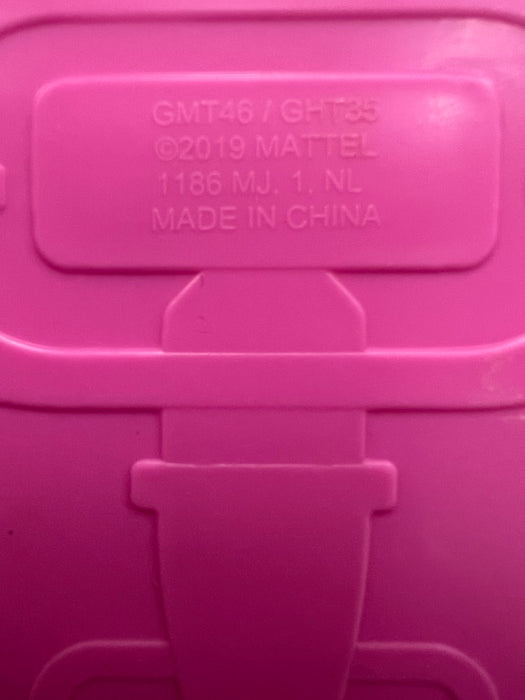 GMT46 / GHT35
©2019 MATTEL
1186 MJ, 1, NL
MADE IN CHINA